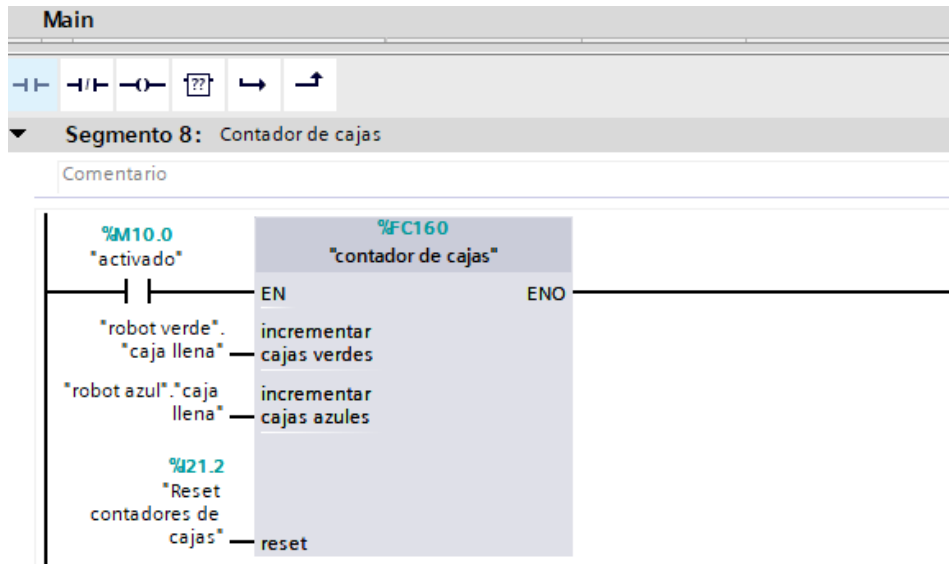 Main
??
Segmento 8: Contador de cajas
Comentario
%M10.0
"activado"
%FC160
"contador de cajas"
EN
ENO
"robot verde".
"caja llena"
incrementar
cajas verdes
"robot azul"."caja
llena"
incrementar
cajas azules
%I21.2
"Reset
contadores de
cajas"
reset